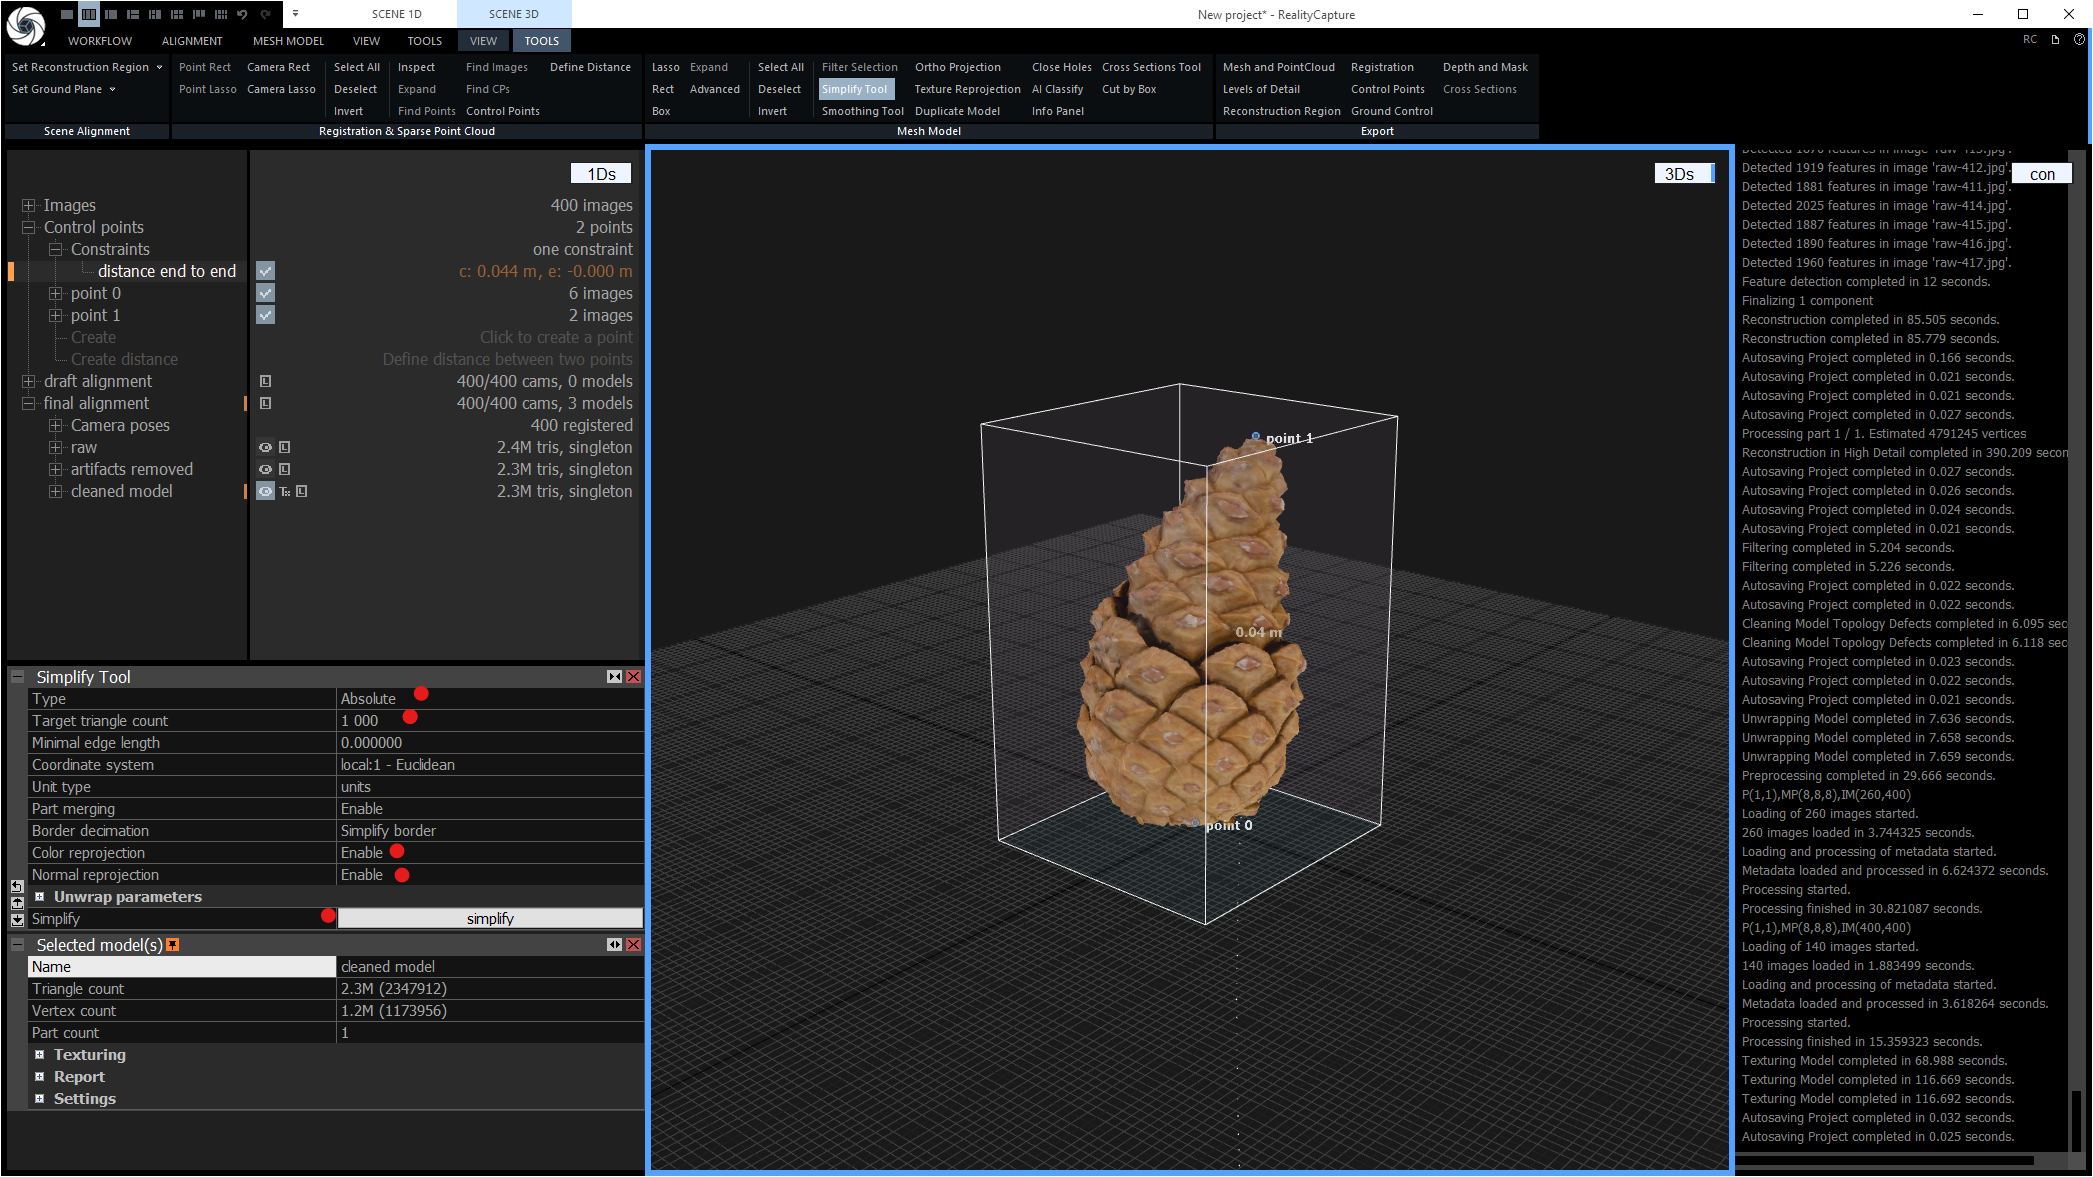 SCENE 1D SCENE 3D New project* - RealityCapture
WORKFLOW ALIGNMENT MESH MODEL VIEW TOOLS VIEW TOOLS RC
Set Reconstruction Region Point Rect Camera Rect Select All Inspect Find Images Define Distance Lasso Expand Select All Filter Selection Ortho Projection Close Holes Cross Sections Tool Mesh and PointCloud Registration Depth and Mask
Set Ground Plane Point Lasso Camera Lasso Deselect Expand Find CPs Rect Advanced Deselect Simplify Tool Texture Reprojection AI Classify Cut by Box Levels of Detail Control Points Cross Sections
Invert Find Points Control Points Box Invert Smoothing Tool Duplicate Model Info Panel Reconstruction Region Ground Control
Scene Alignment Registration & Sparse Point Cloud Mesh Model Export
1Ds
Images 400 images
Control points 2 points
Constraints one constraint
distance end to end c: 0.044 m, e: -0.000 m
point 0 6 images
point 1 2 images
Create Click to create a point
Create distance Define distance between two points
draft alignment L 400/400 cams, 0 models
final alignment L 400/400 cams, 3 models
Camera poses 400 registered
raw L 2.4M tris, singleton
artifacts removed L 2.3M tris, singleton
cleaned model L 2.3M tris, singleton
Simplify Tool
Type Absolute
Target triangle count 1 000
Minimal edge length 0.000000
Coordinate system local:1 - Euclidean
Unit type units
Part merging Enable
Border decimation Simplify border
Color reprojection Enable
Normal reprojection Enable
Unwrap parameters
Simplify simplify
Selected model(s)
Name cleaned model
Triangle count 2.3M (2347912)
Vertex count 1.2M (1173956)
Part count 1
Texturing
Report
Settings
3Ds
point 1
0.04 m
point 0
con
Detected 1919 features in image 'raw-412.jpg'.
Detected 1881 features in image 'raw-411.jpg'.
Detected 2025 features in image 'raw-414.jpg'.
Detected 1887 features in image 'raw-415.jpg'.
Detected 1890 features in image 'raw-416.jpg'.
Detected 1960 features in image 'raw-417.jpg'.
Feature detection completed in 12 seconds.
Finalizing 1 component
Reconstruction completed in 85.505 seconds.
Reconstruction completed in 85.779 seconds.
Autosaving Project completed in 0.166 seconds.
Autosaving Project completed in 0.021 seconds.
Autosaving Project completed in 0.021 seconds.
Autosaving Project completed in 0.027 seconds.
Processing part 1 / 1. Estimated 4791245 vertices
Reconstruction in High Detail completed in 390.209 secon
Autosaving Project completed in 0.027 seconds.
Autosaving Project completed in 0.026 seconds.
Autosaving Project completed in 0.024 seconds.
Autosaving Project completed in 0.021 seconds.
Filtering completed in 5.204 seconds.
Filtering completed in 5.226 seconds.
Autosaving Project completed in 0.022 seconds.
Autosaving Project completed in 0.022 seconds.
Cleaning Model Topology Defects completed in 6.095 sec
Cleaning Model Topology Defects completed in 6.118 sec
Autosaving Project completed in 0.023 seconds.
Autosaving Project completed in 0.022 seconds.
Autosaving Project completed in 0.021 seconds.
Unwrapping Model completed in 7.636 seconds.
Unwrapping Model completed in 7.658 seconds.
Unwrapping Model completed in 7.659 seconds.
Preprocessing completed in 29.666 seconds.
P(1,1),MP(8,8,8),IM(260,400)
Loading of 260 images started.
260 images loaded in 3.744325 seconds.
Loading and processing of metadata started.
Metadata loaded and processed in 6.624372 seconds.
Processing started.
Processing finished in 30.821087 seconds.
P(1,1),MP(8,8,8),IM(400,400)
Loading of 140 images started.
140 images loaded in 1.883499 seconds.
Loading and processing of metadata started.
Metadata loaded and processed in 3.618264 seconds.
Processing started.
Processing finished in 15.359323 seconds.
Texturing Model completed in 68.988 seconds.
Texturing Model completed in 116.669 seconds.
Texturing Model completed in 116.692 seconds.
Autosaving Project completed in 0.032 seconds.
Autosaving Project completed in 0.025 seconds.